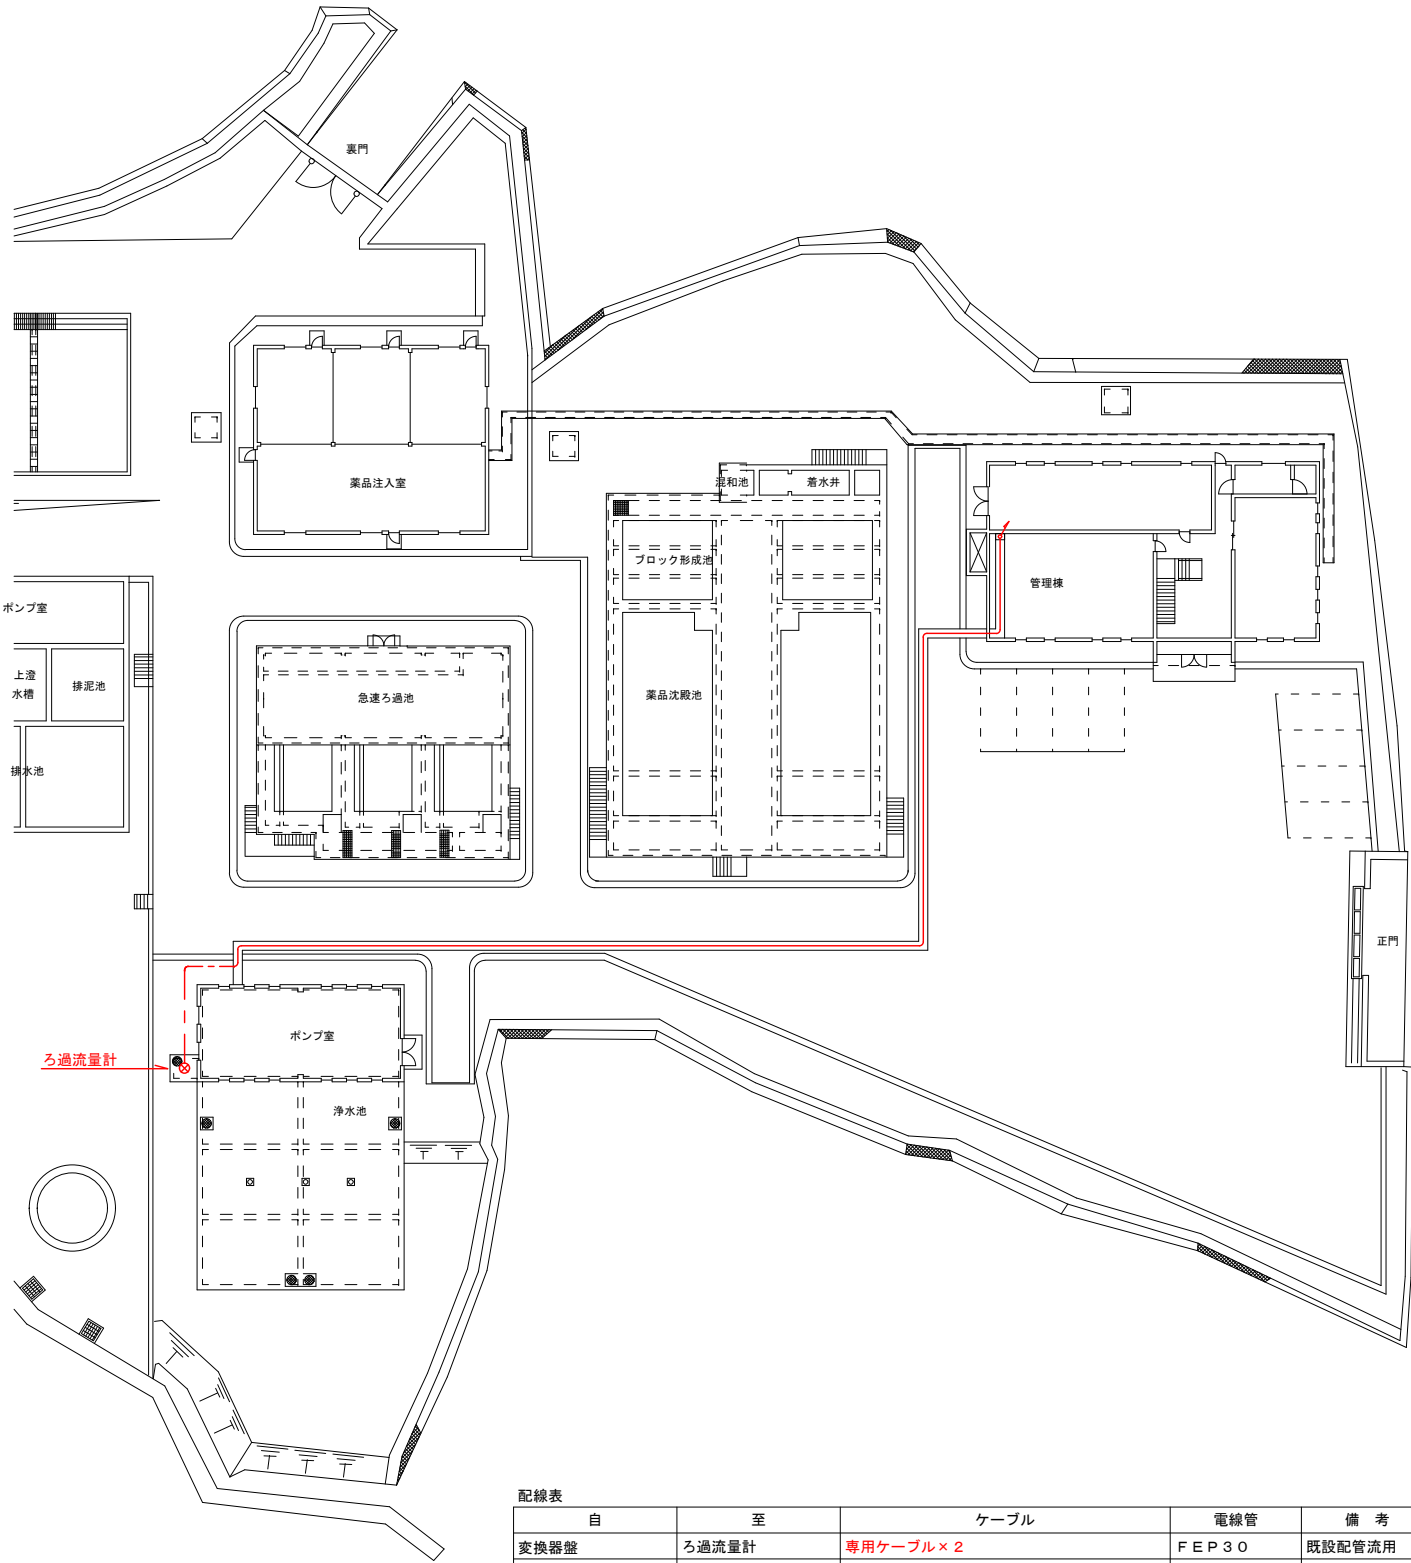 裏門
薬品注入室
混和池
着水井
ブロック形成池
管理棟
ポンプ室
上澄
水槽
排泥池
急速ろ過池
薬品沈殿池
排水池
正門
ポンプ室
ろ過流量計
浄水池
配線表
自 至 ケーブル 電線管 備 考
変換器盤 ろ過流量計 専用ケーブル×2 FEP30 既設配管流用